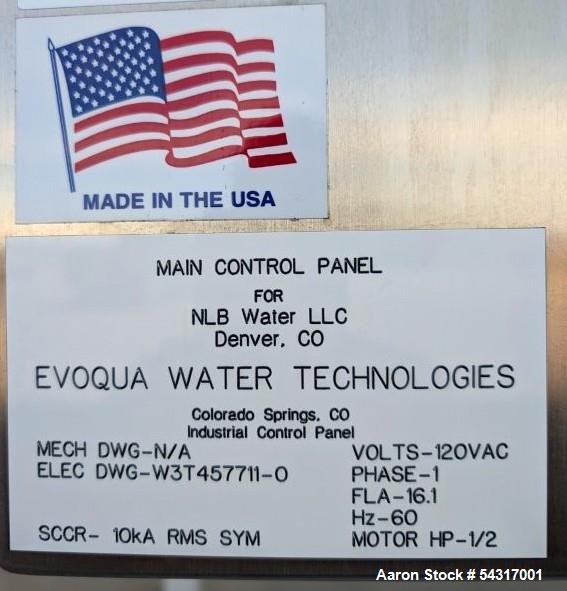 MADE IN THE USA
MAIN CONTROL PANEL
FOR
NLB Water LLC
Denver, CO
EVOQUA WATER TECHNOLOGIES
Colorado Springs, CO
Industrial Control Panel
MECH DWG-N/A
ELEC DWG-W3T457711-0
SCCR- 10kA RMS SYM
VOLTS-120VAC
PHASE-1
FLA-16.1
Hz-60
MOTOR HP-1/2
Aaron Stock # 54317001